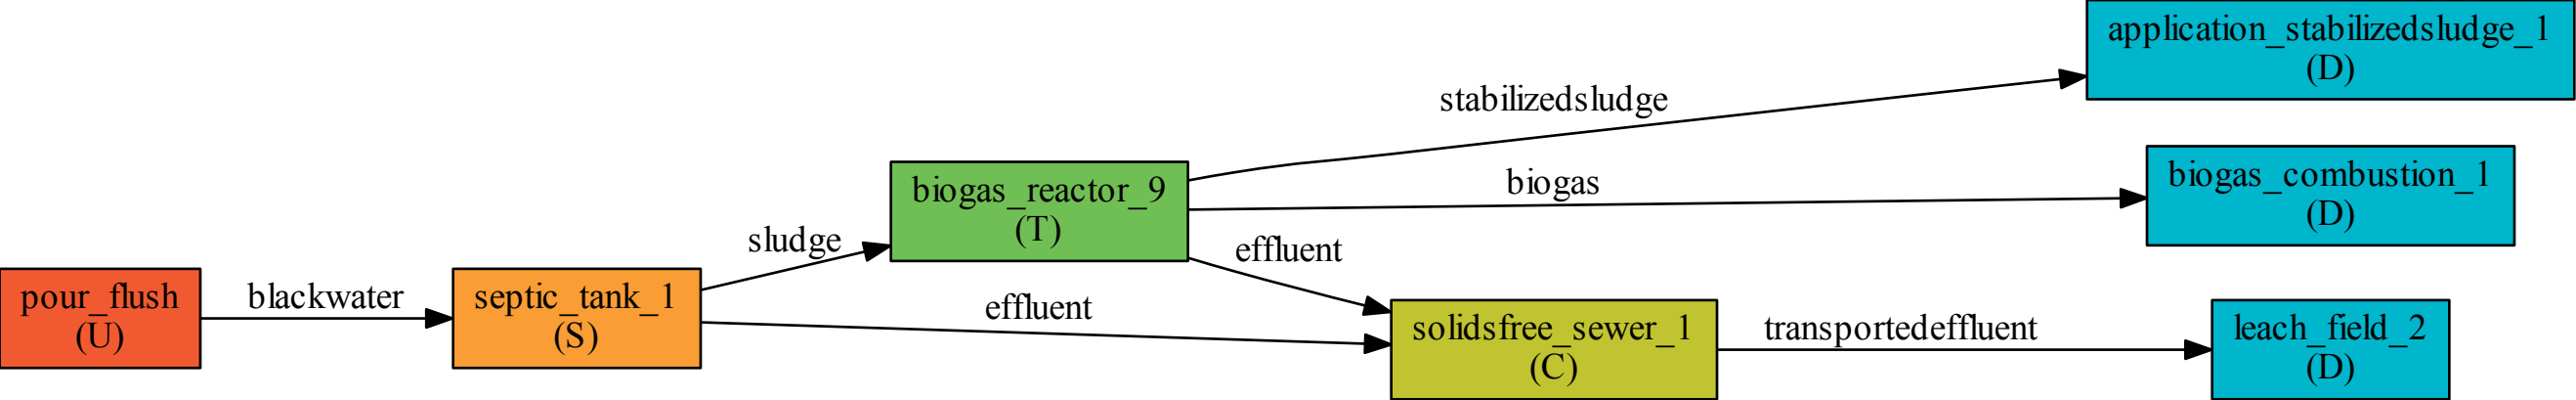 application_stabilizedsludge_1
(D)
stabilizedsludge
biogas_combustion_1
(D)
biogas
biogas_reactor_9
(T)
sludge
effluent
pour_flush
(U)
blackwater
septic_tank_1
(S)
effluent
solidsfree_sewer_1
(C)
transportedeffluent
leach_field_2
(D)